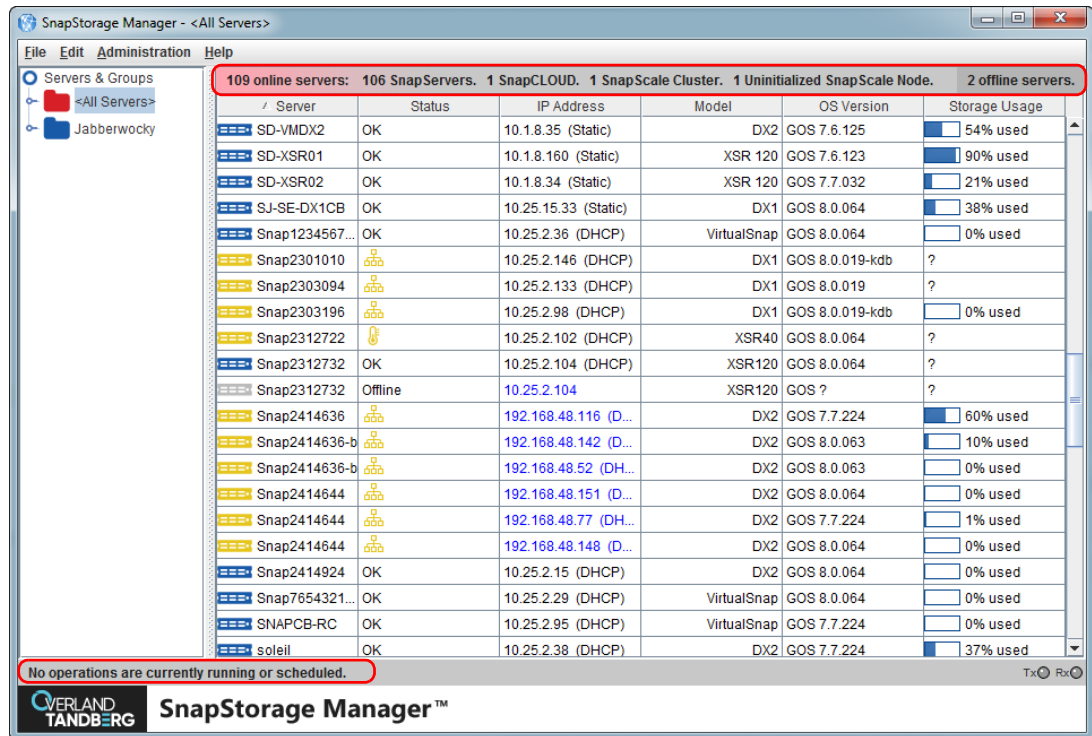 SnapStorage Manager - <All Servers>
File Edit Administration Help
Servers & Groups
<All Servers>
Jabberwocky
109 online servers: 106 SnapServers. 1 SnapCLOUD. 1 SnapScale Cluster. 1 Uninitialized SnapScale Node. 2 offline servers.
Server Status IP Address Model OS Version Storage Usage
SD-VMDX2 OK 10.1.8.35 (Static) DX2 GOS 7.6.125 54% used
SD-XSR01 OK 10.1.8.160 (Static) XSR 120 GOS 7.6.123 90% used
SD-XSR02 OK 10.1.8.34 (Static) XSR 120 GOS 7.7.032 21% used
SJ-SE-DX1CB OK 10.25.15.33 (Static) DX1 GOS 8.0.064 38% used
Snap1234567... OK 10.25.2.36 (DHCP) VirtualSnap GOS 8.0.064 0% used
Snap2301010 10.25.2.146 (DHCP) DX1 GOS 8.0.019-kdb ?
Snap2303094 10.25.2.133 (DHCP) DX1 GOS 8.0.019 ?
Snap2303196 10.25.2.98 (DHCP) DX1 GOS 8.0.019-kdb 0% used
Snap2312722 10.25.2.102 (DHCP) XSR40 GOS 8.0.064 ?
Snap2312732 OK 10.25.2.104 (DHCP) XSR120 GOS 8.0.064 ?
Snap2312732 Offline 10.25.2.104 XSR120 GOS ? ?
Snap2414636 192.168.48.116 (D... DX2 GOS 7.7.224 60% used
Snap2414636-b 192.168.48.142 (D... DX2 GOS 8.0.063 10% used
Snap2414636-b 192.168.48.52 (DH... DX2 GOS 8.0.063 0% used
Snap2414644 192.168.48.151 (D... DX2 GOS 8.0.064 0% used
Snap2414644 192.168.48.77 (DH... DX2 GOS 7.7.224 1% used
Snap2414644 192.168.48.148 (D... DX2 GOS 8.0.064 0% used
Snap2414924 OK 10.25.2.15 (DHCP) DX2 GOS 8.0.064 0% used
Snap7654321... OK 10.25.2.29 (DHCP) VirtualSnap GOS 8.0.064 0% used
SNAPCB-RC OK 10.25.2.95 (DHCP) VirtualSnap GOS 7.7.224 0% used
soleil OK 10.25.2.38 (DHCP) DX2 GOS 7.7.224 37% used
No operations are currently running or scheduled. Tx Rx
OVERLAND
TANDBERG
SnapStorage Manager™